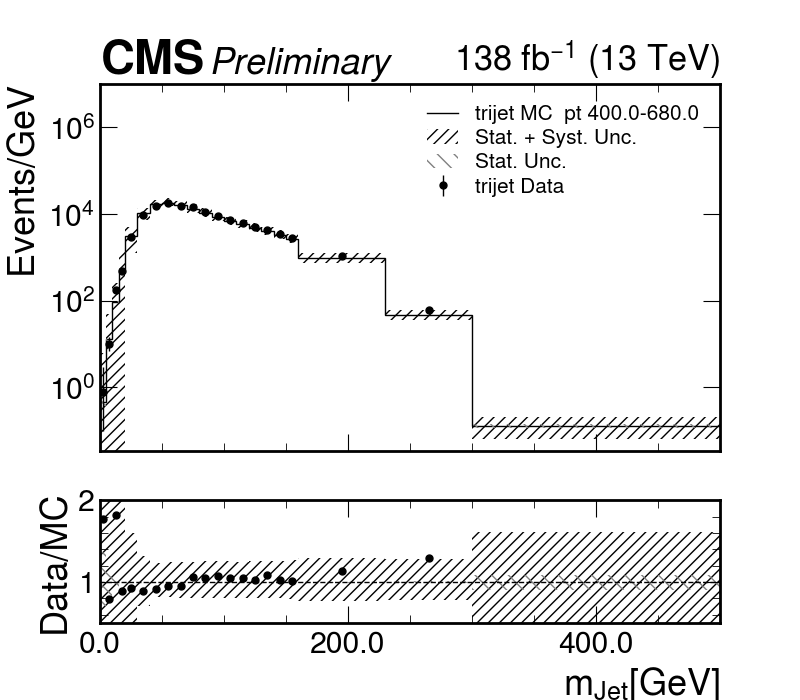 CMS Preliminary 138 fb⁻¹ (13 TeV)
Events/GeV
10⁶
10⁴
10²
10⁰
trijet MC pt 400.0-680.0
Stat. + Syst. Unc.
Stat. Unc.
trijet Data
Data/MC
2
1
0.0 200.0 400.0
m_Jet[GeV]